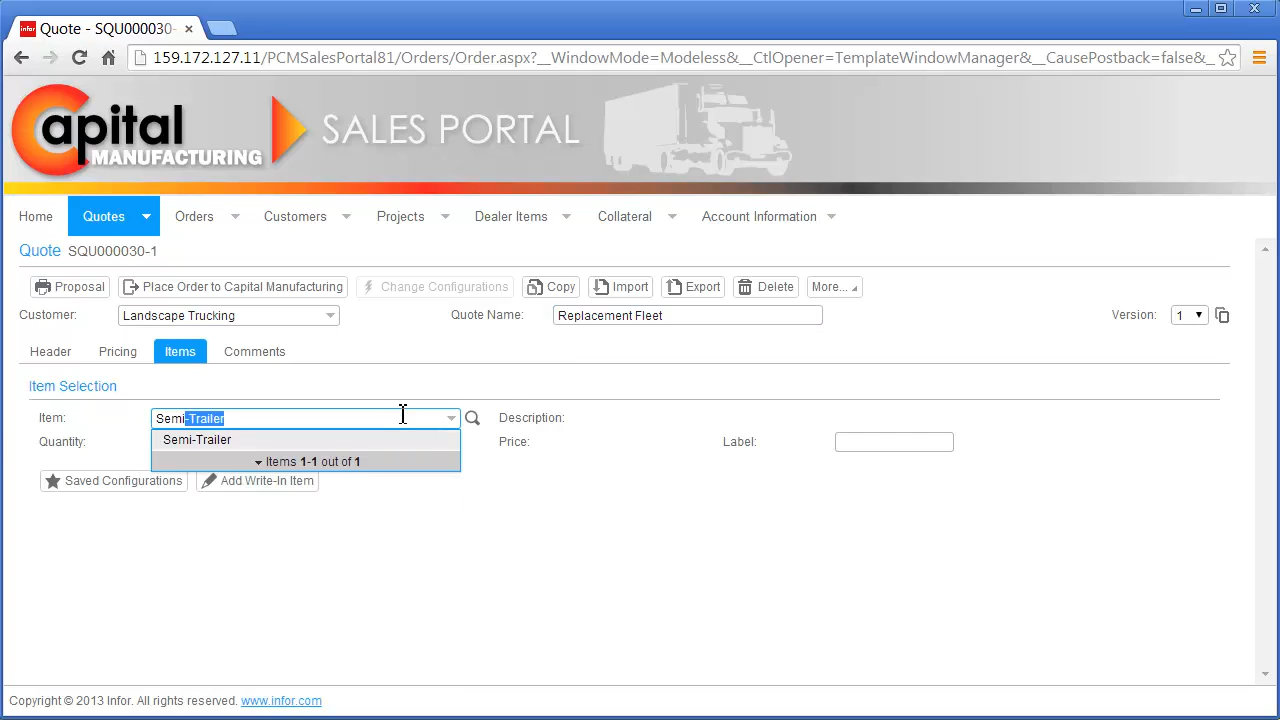 infor Quote - SQU000030- ×
159.172.127.11/PCMSalesPortal81/Orders/Order.aspx?__WindowMode=Modeless&__CtlOpener=TemplateWindowManager&__CausePostback=false&_
Capital MANUFACTURING SALES PORTAL
Home Quotes Orders Customers Projects Dealer Items Collateral Account Information
Quote SQU000030-1
Proposal Place Order to Capital Manufacturing Change Configurations Copy Import Export Delete More...
Customer: Landscape Trucking Quote Name: Replacement Fleet Version: 1
Header Pricing Items Comments
Item Selection
Item: Semi-Trailer Description:
Semi-Trailer
Quantity: Price: Label:
Items 1-1 out of 1
Saved Configurations Add Write-In Item
Copyright © 2013 Infor. All rights reserved. www.infor.com